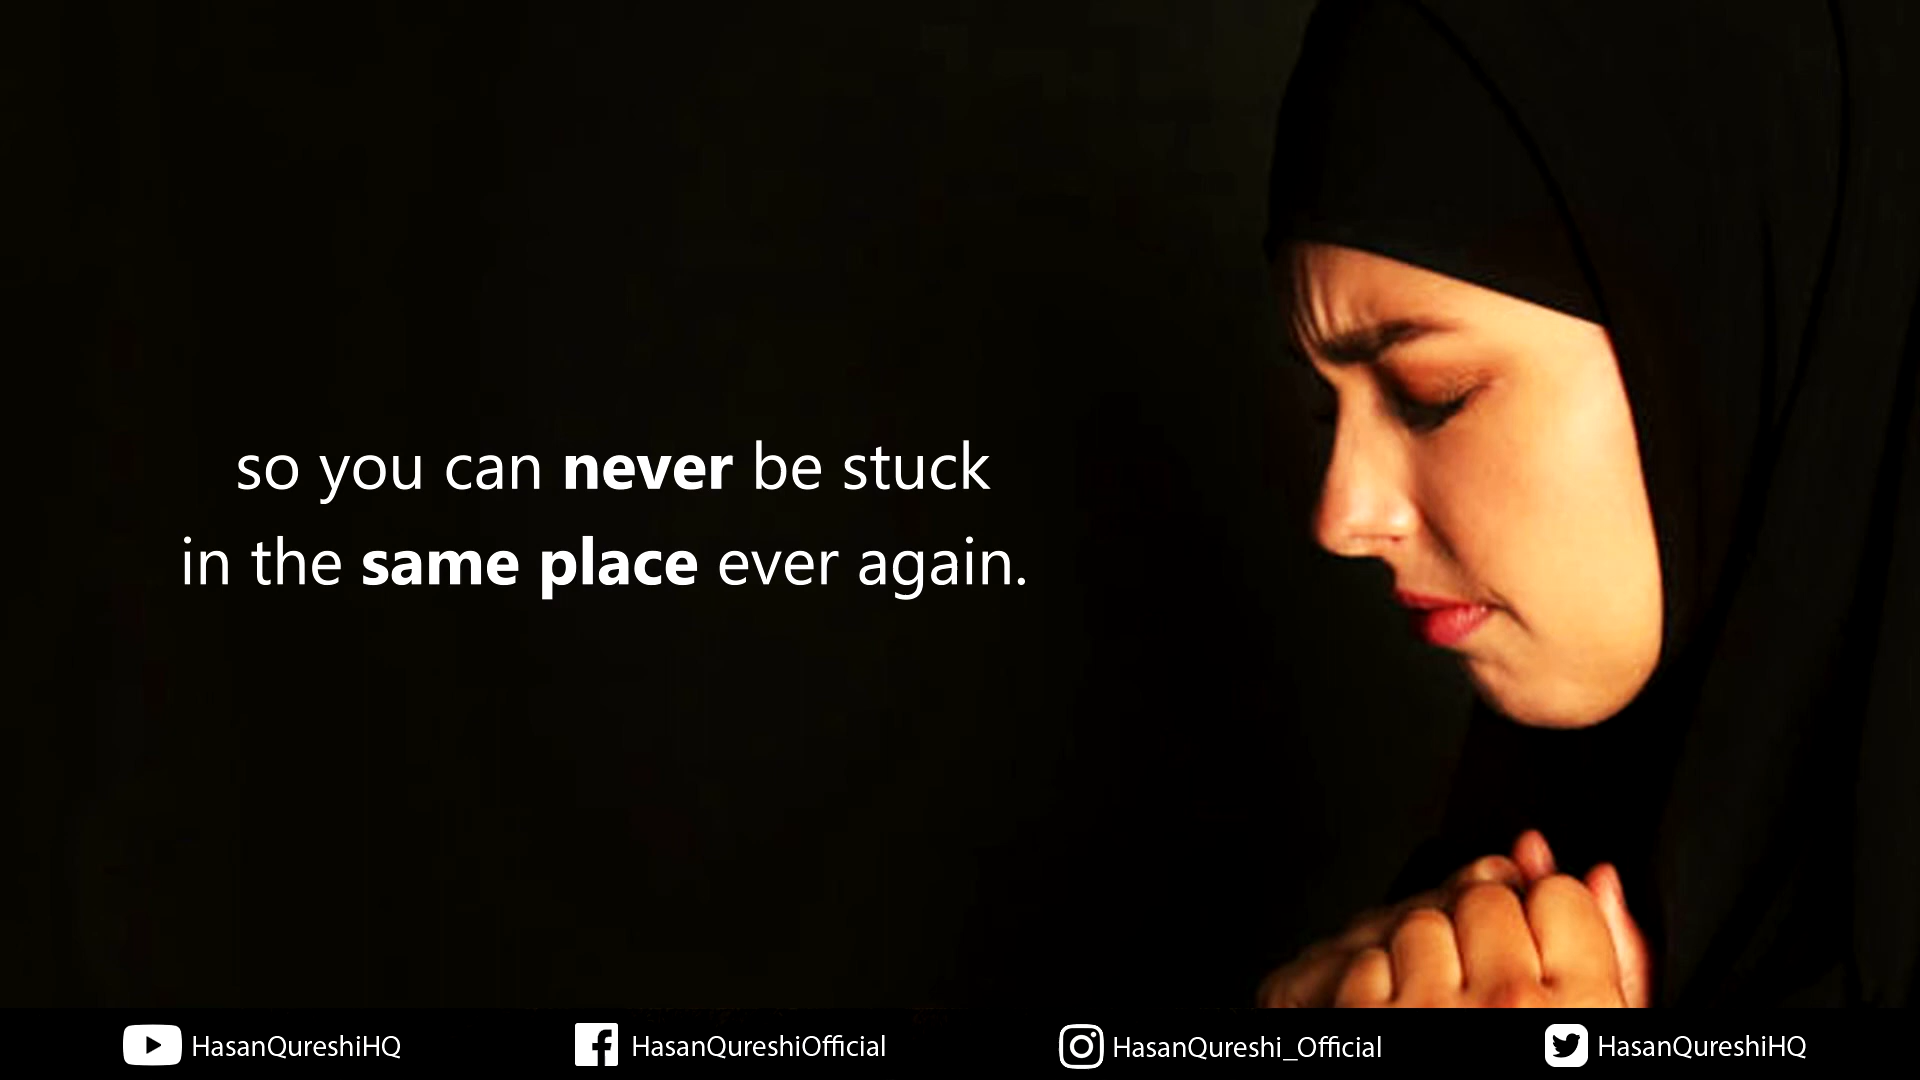 so you can never be stuck
in the same place ever again.
HasanQureshiHQ
HasanQureshiOfficial
HasanQureshi_Official
HasanQureshiHQ